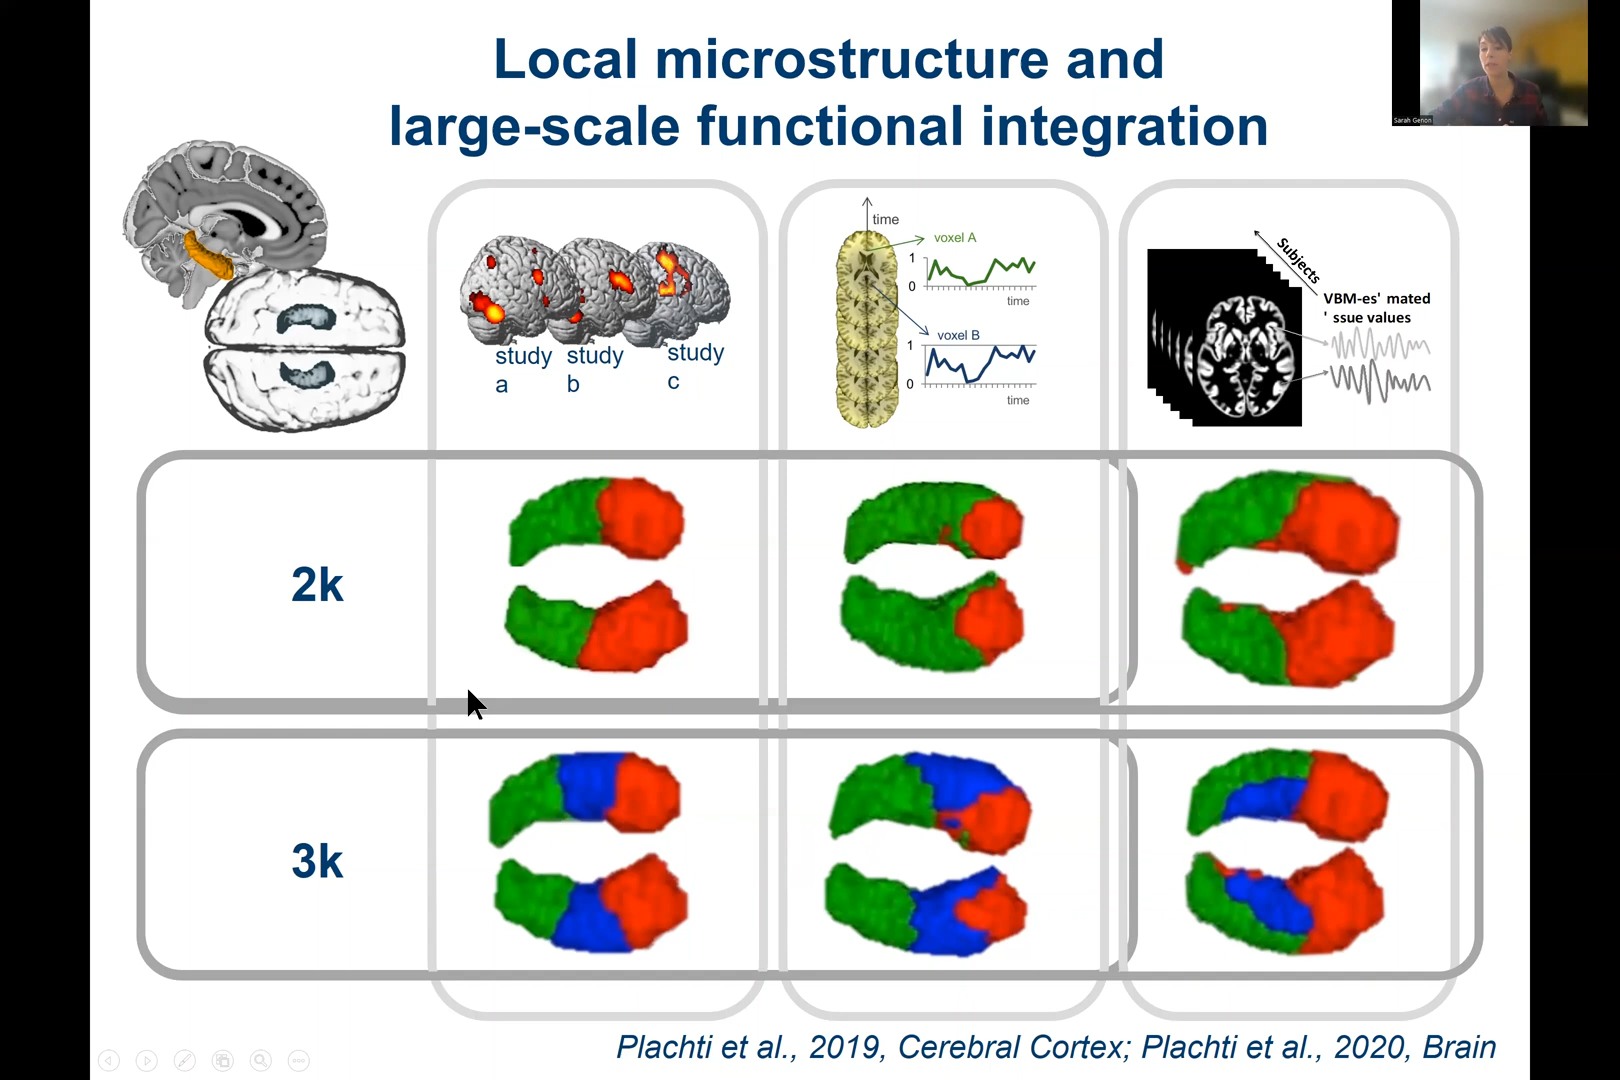 Local microstructure and
large-scale functional integration
Sarah Genon
study
a
study
b
study
c
time
voxel A
1
0
time
voxel B
1
0
time
Subjects
VBM-es' mated
' ssue values
2k
3k
Plachti et al., 2019, Cerebral Cortex; Plachti et al., 2020, Brain